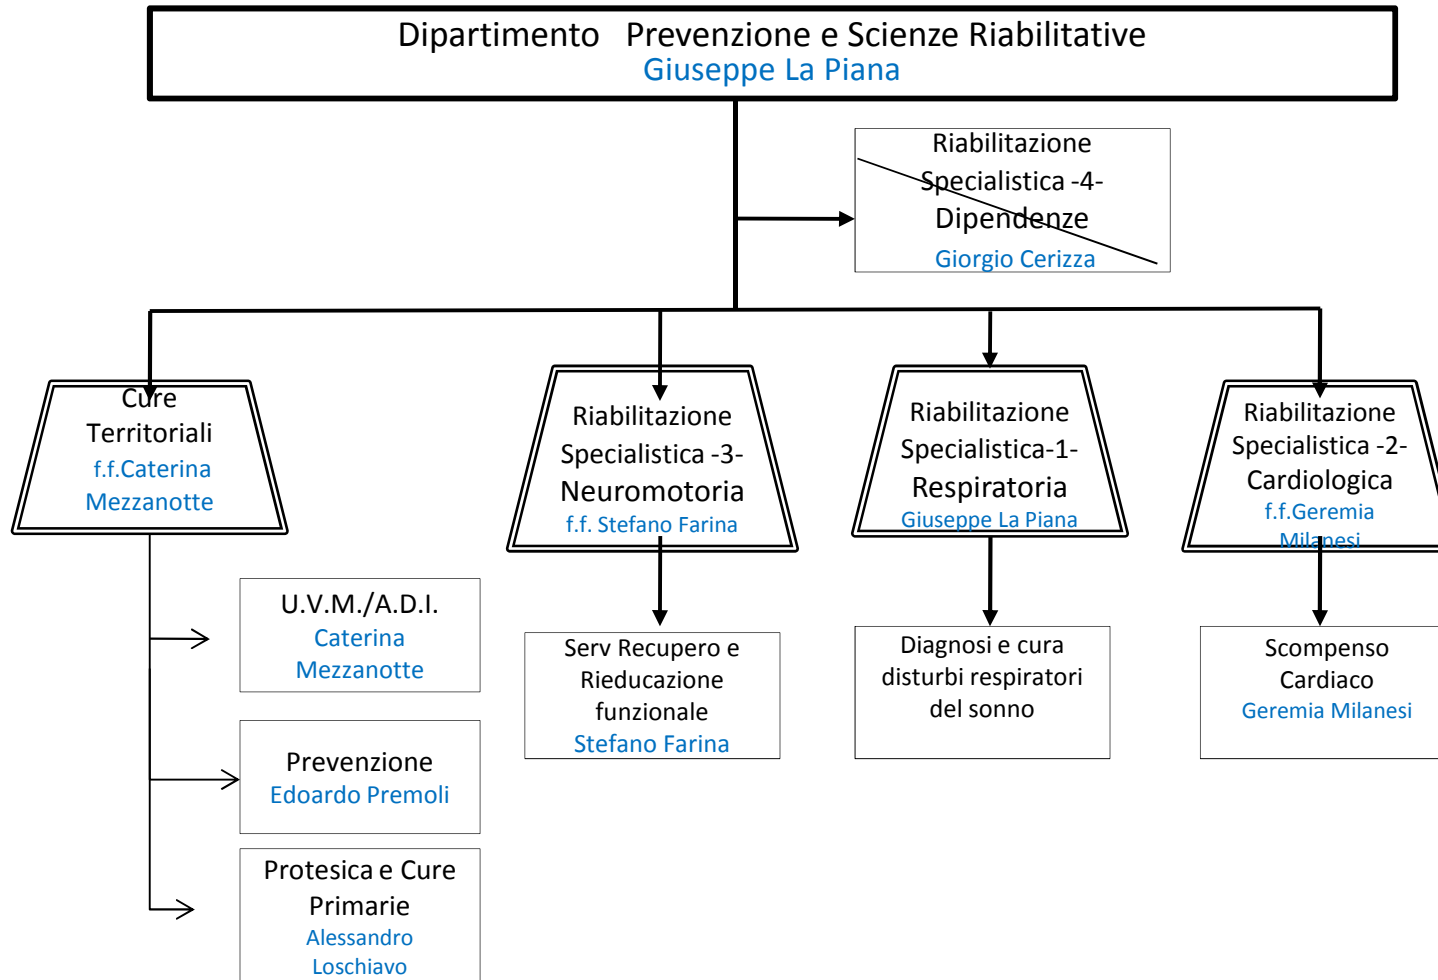 Dipartimento Prevenzione e Scienze Riabilitative
Giuseppe La Piana
Riabilitazione
Specialistica -4-
Dipendenze
Giorgio Cerizza
Cure
Territoriali
f.f.Caterina
Mezzanotte
Riabilitazione
Specialistica -3-
Neuromotoria
f.f. Stefano Farina
Riabilitazione
Specialistica-1-
Respiratoria
Giuseppe La Piana
Riabilitazione
Specialistica -2-
Cardiologica
f.f.Geremia
Milanesi
U.V.M./A.D.I.
Caterina
Mezzanotte
Serv Recupero e
Rieducazione
funzionale
Stefano Farina
Diagnosi e cura
disturbi respiratori
del sonno
Scompenso
Cardiaco
Geremia Milanesi
Prevenzione
Edoardo Premoli
Protesica e Cure
Primarie
Alessandro
Loschiavo